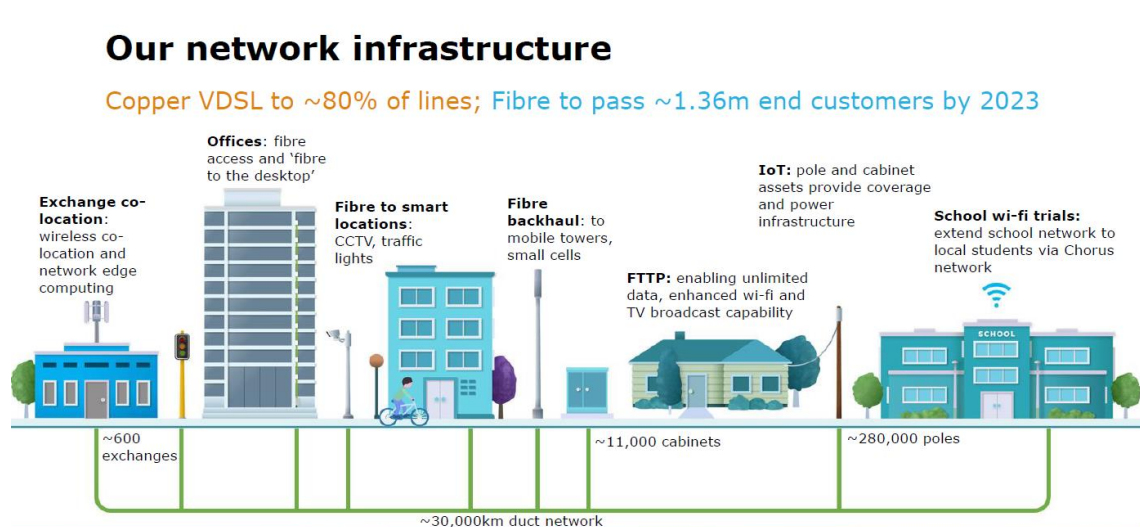 Our network infrastructure
Copper VDSL to ~80% of lines; Fibre to pass ~1.36m end customers by 2023
Exchange co-
location:
wireless co-
location and
network edge
computing
Offices: fibre
access and ‘fibre
to the desktop’
Fibre to smart
locations:
CCTV, traffic
lights
Fibre
backhaul: to
mobile towers,
small cells
FTTP: enabling unlimited
data, enhanced wi-fi and
TV broadcast capability
IoT: pole and cabinet
assets provide coverage
and power
infrastructure
School wi-fi trials:
extend school network to
local students via Chorus
network
SCHOOL
~600
exchanges
~11,000 cabinets
~280,000 poles
~30,000km duct network